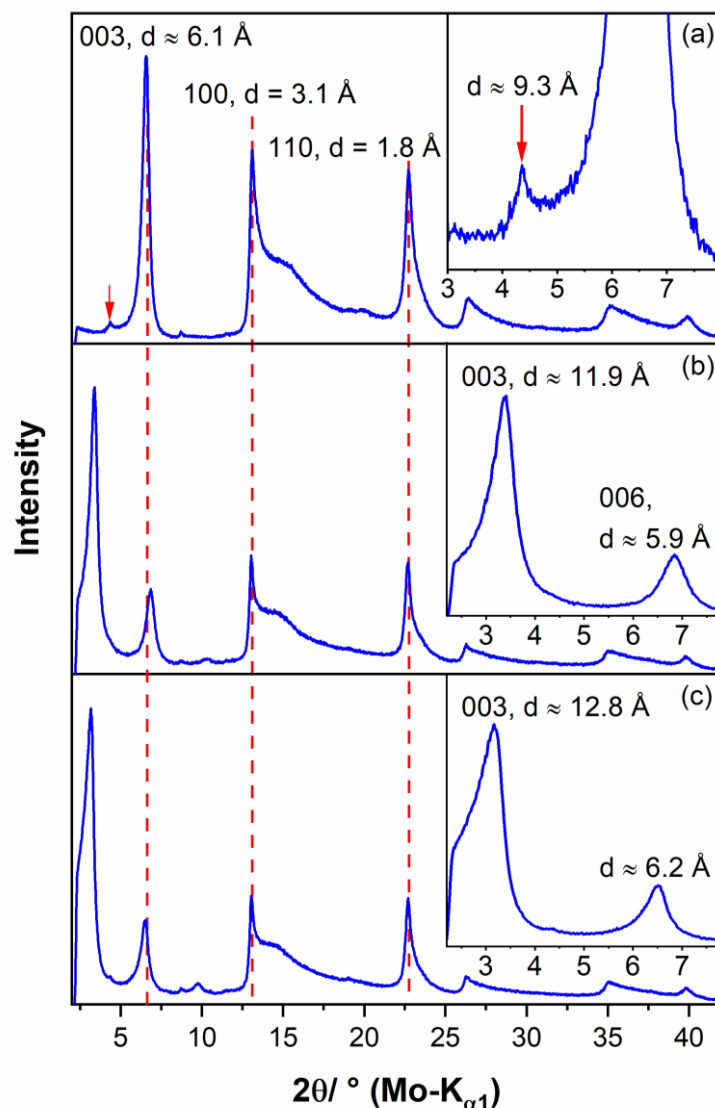 003, d ≈ 6.1 Å
(a)
100, d = 3.1 Å
110, d = 1.8 Å
d ≈ 9.3 Å
3 4 5 6 7
(b)
003, d ≈ 11.9 Å
006,
d ≈ 5.9 Å
3 4 5 6 7
(c)
003, d ≈ 12.8 Å
d ≈ 6.2 Å
3 4 5 6 7
Intensity
5 10 15 20 25 30 35 40
2θ/ ° (Mo-Kα1)